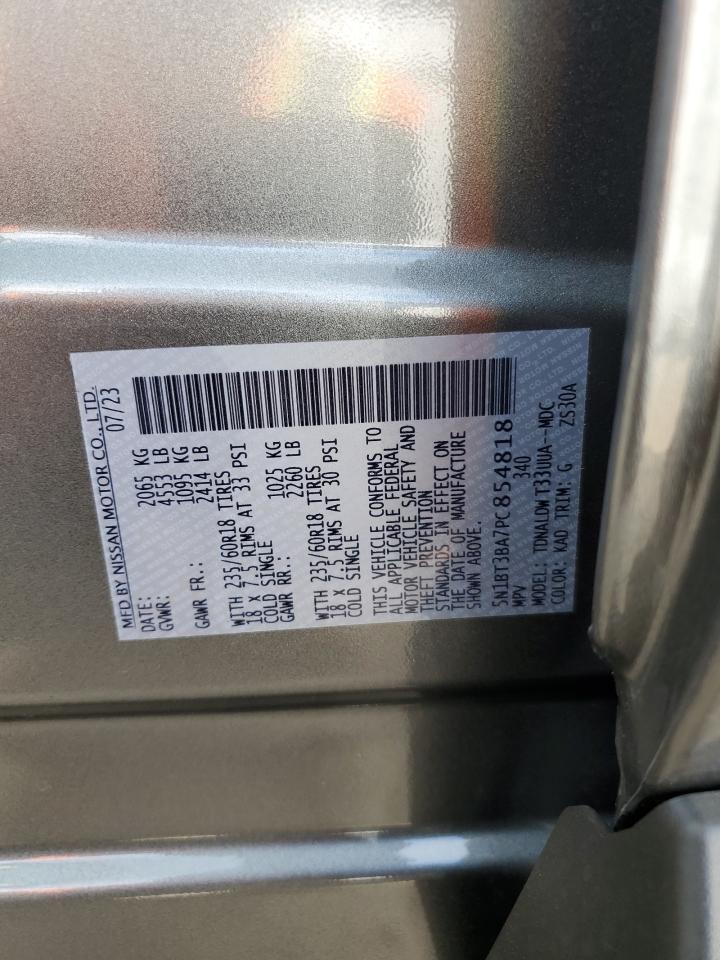 MFD BY NISSAN MOTOR CO., LTD.
DATE: 07/23
GVWR: 2065 KG
4553 LB
GAWR FR.: 1095 KG
2414 LB
WITH 235/60R18 TIRES
18 X 7.5 RIMS AT 33 PSI
COLD SINGLE
GAWR RR.: 1025 KG
2260 LB
WITH 235/60R18 TIRES
18 X 7.5 RIMS AT 30 PSI
COLD SINGLE
THIS VEHICLE CONFORMS TO
ALL APPLICABLE FEDERAL
MOTOR VEHICLE SAFETY AND
THEFT PREVENTION
STANDARDS IN EFFECT ON
THE DATE OF MANUFACTURE
SHOWN ABOVE.
5N1BT3BA7PC854818
MPV 340
MODEL: TDNALDW T33UUA--MDC
COLOR: KAD TRIM: G ZS30A